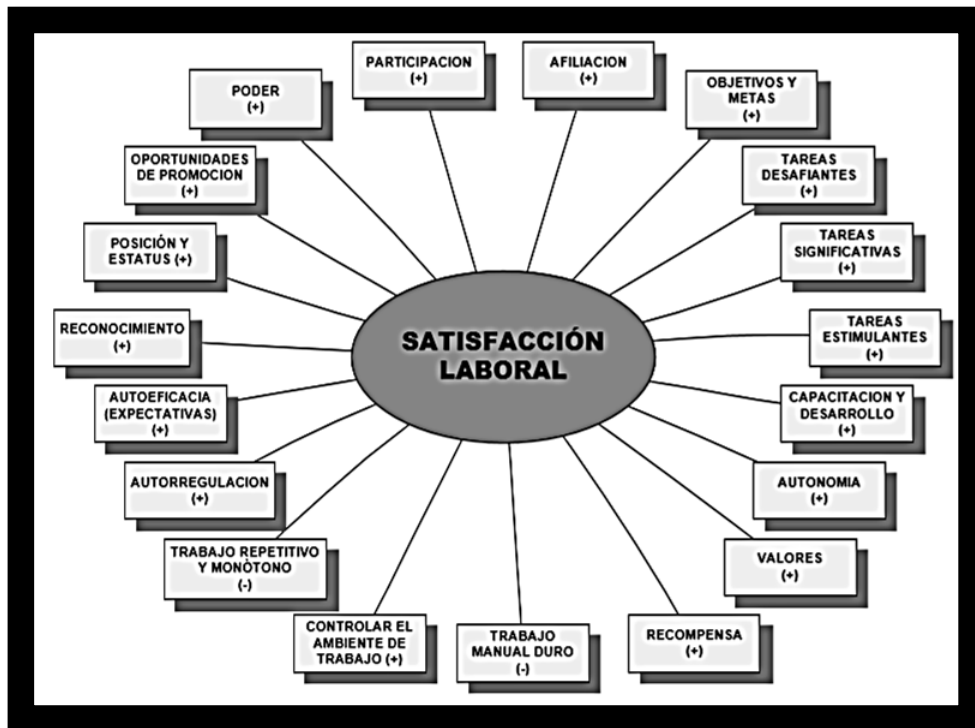 PARTICIPACION
(+)
AFILIACION
(+)
OBJETIVOS Y
METAS
(+)
TAREAS
DESAFIANTES
(+)
TAREAS
SIGNIFICATIVAS
(+)
TAREAS
ESTIMULANTES
(+)
CAPACITACION Y
DESARROLLO
(+)
AUTONOMIA
(+)
VALORES
(+)
RECOMPENSA
(+)
TRABAJO
MANUAL DURO
(-)
CONTROLAR EL
AMBIENTE DE
TRABAJO (+)
TRABAJO REPETITIVO
Y MONÒTONO
(-)
AUTORREGULACION
(+)
AUTOEFICACIA
(EXPECTATIVAS)
(+)
RECONOCIMIENTO
(+)
POSICIÓN Y
ESTATUS (+)
OPORTUNIDADES
DE PROMOCION
(+)
PODER
(+)
SATISFACCIÓN
LABORAL